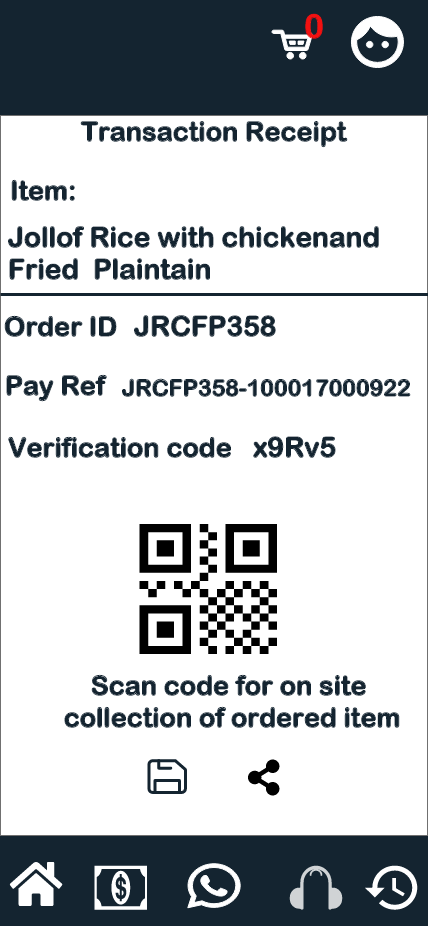 0
Transaction Receipt
Item:
Jollof Rice with chickenand
Fried Plaintain
Order ID JRCFP358
Pay Ref JRCFP358-100017000922
Verification code x9Rv5
Scan code for on site
collection of ordered item
$